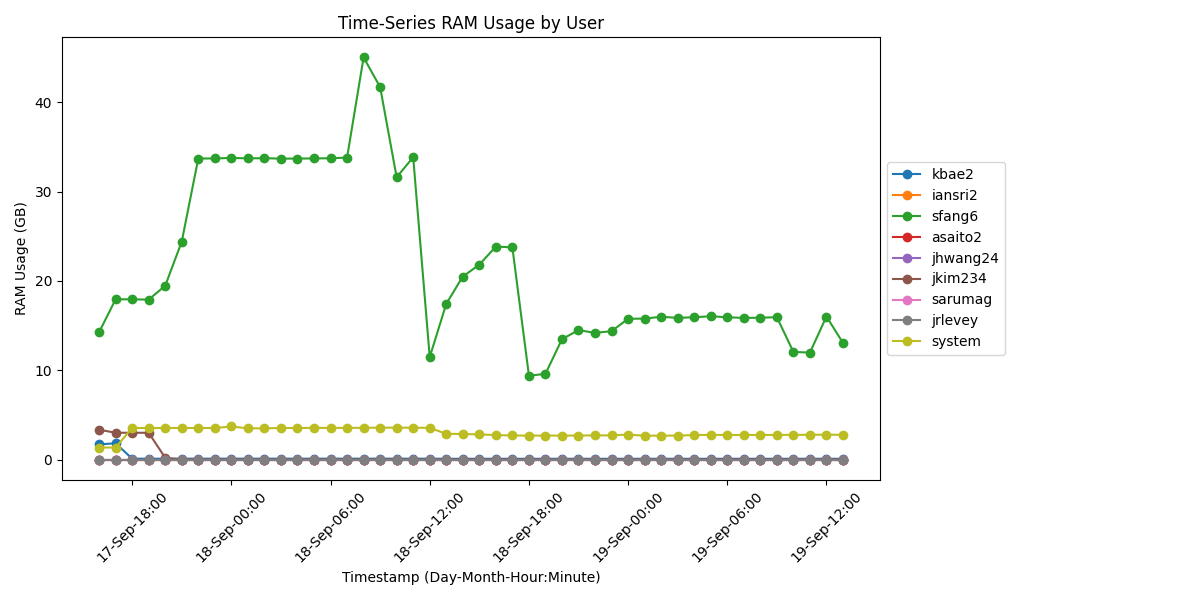 Time-Series RAM Usage by User
RAM Usage (GB)
40
30
20
10
0
17-Sep-18:00
18-Sep-00:00
18-Sep-06:00
18-Sep-12:00
18-Sep-18:00
19-Sep-00:00
19-Sep-06:00
19-Sep-12:00
Timestamp (Day-Month-Hour:Minute)
kbae2
iansri2
sfang6
asaito2
jhwang24
jkim234
sarumag
jrlevey
system